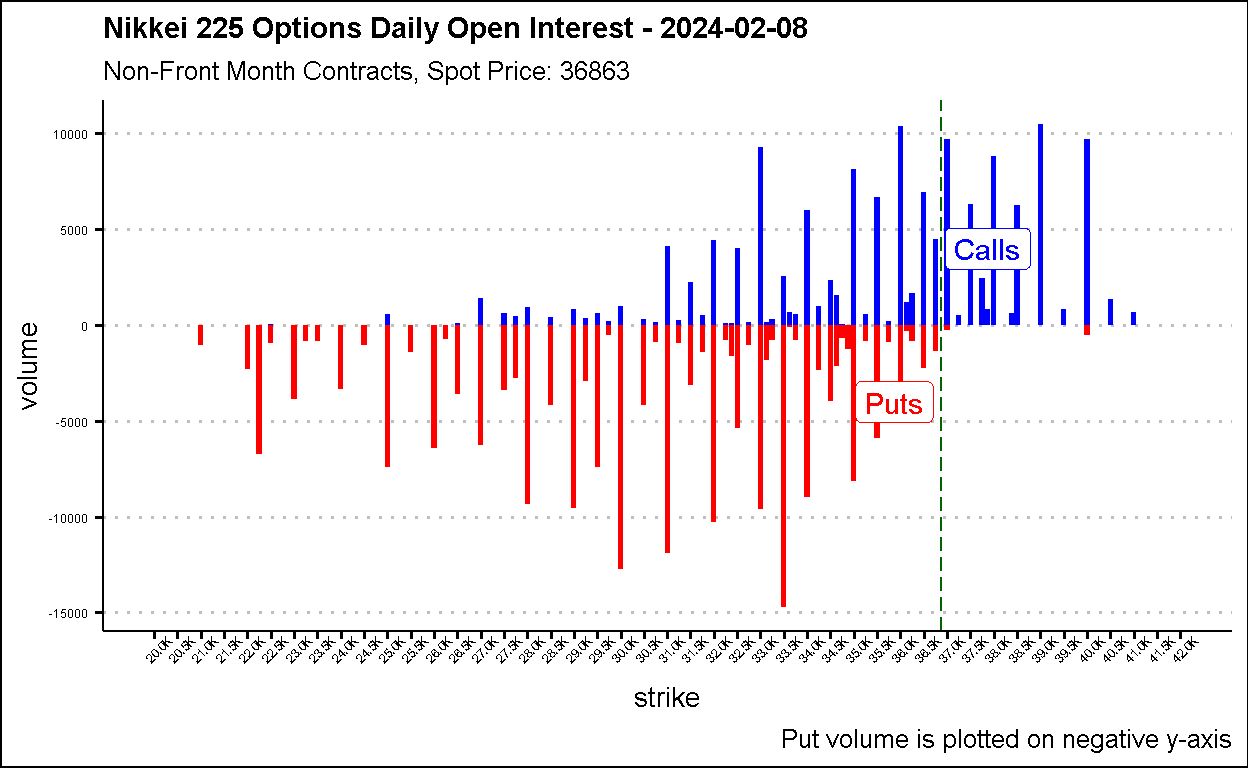 Nikkei 225 Options Daily Open Interest - 2024-02-08
Non-Front Month Contracts, Spot Price: 36863
10000
5000
0
-5000
-10000
-15000
volume
Calls
Puts
20.0K
20.5K
21.0K
21.5K
22.0K
22.5K
23.0K
23.5K
24.0K
24.5K
25.0K
25.5K
26.0K
26.5K
27.0K
27.5K
28.0K
28.5K
29.0K
29.5K
30.0K
30.5K
31.0K
31.5K
32.0K
32.5K
33.0K
33.5K
34.0K
34.5K
35.0K
35.5K
36.0K
36.5K
37.0K
37.5K
38.0K
38.5K
39.0K
39.5K
40.0K
40.5K
41.0K
41.5K
42.0K
strike
Put volume is plotted on negative y-axis